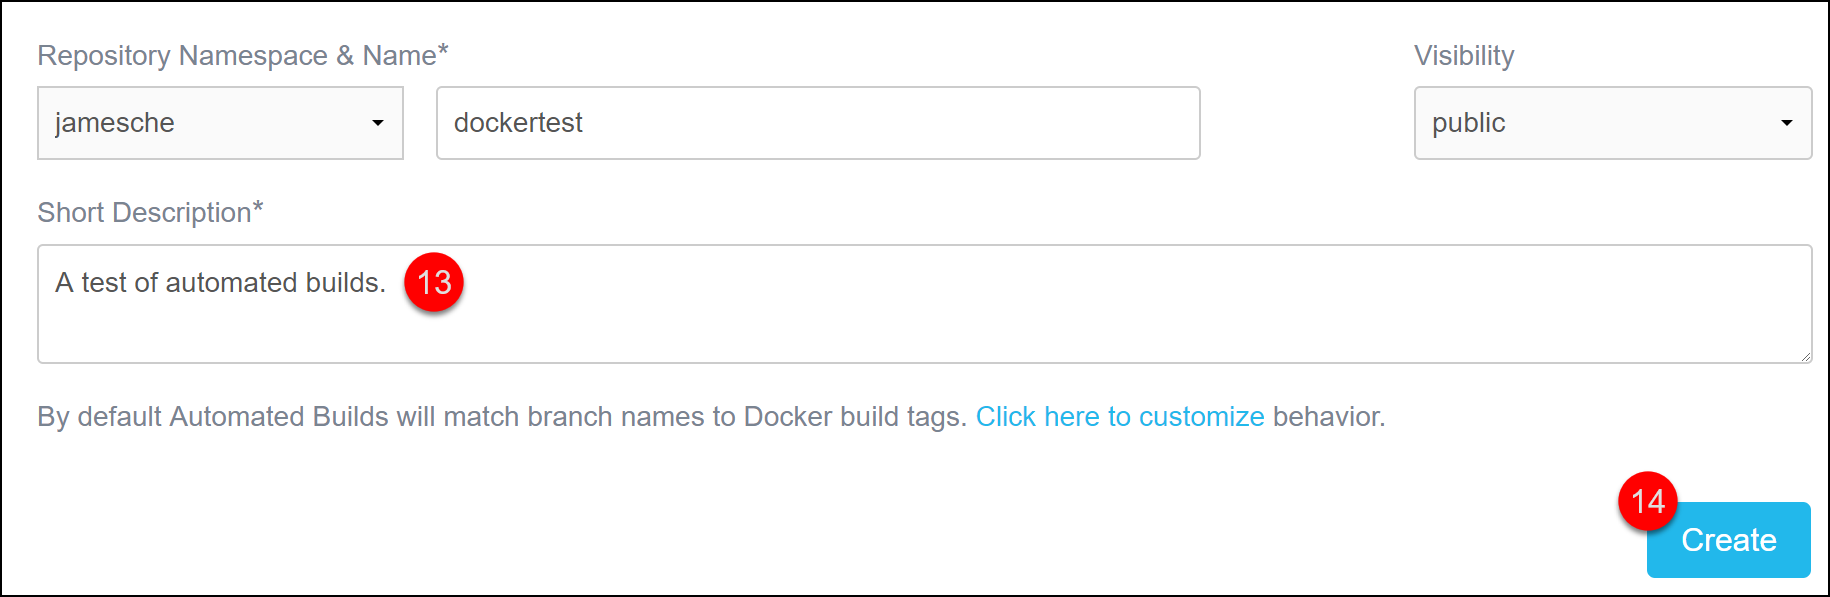 Repository Namespace & Name*
Visibility
jamesche
dockertest
public
Short Description*
A test of automated builds.
13
By default Automated Builds will match branch names to Docker build tags. Click here to customize behavior.
14
Create